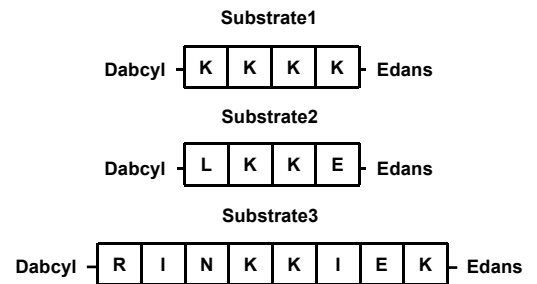 Substrate1
Dabcyl K K K K Edans
Substrate2
Dabcyl L K K E Edans
Substrate3
Dabcyl R I N K K I E K Edans